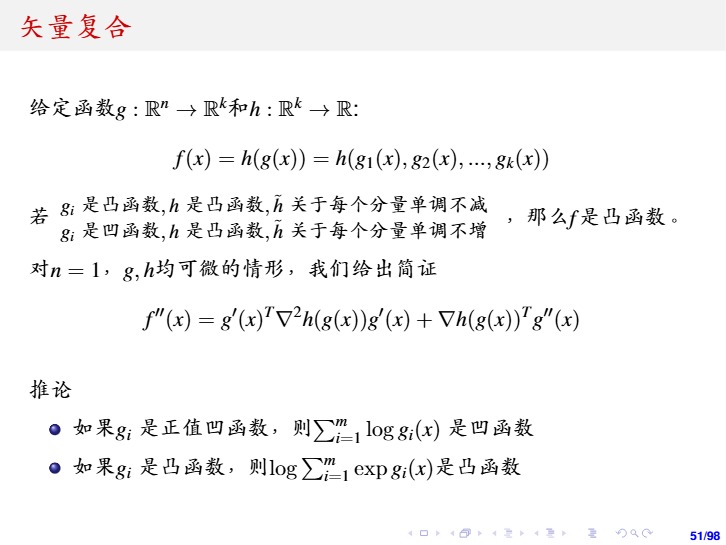 矢量复合
给定函数g : ℝⁿ → ℝᵏ和h : ℝᵏ → ℝ:
f(x) = h(g(x)) = h(g₁(x), g₂(x), ..., gₖ(x))
gᵢ 是凸函数, h 是凸函数, h̃ 关于每个分量单调不减
若 ，那么f 是凸函数。
gᵢ 是凹函数, h 是凸函数, h̃ 关于每个分量单调不增
对n = 1，g, h均可微的情形，我们给出简证
f″(x) = g′(x)ᵀ∇²h(g(x))g′(x) + ∇h(g(x))ᵀg″(x)
推论
如果gᵢ 是正值凹函数，则∑ᵢ₌₁ᵐ log gᵢ(x) 是凹函数
如果gᵢ 是凸函数，则log ∑ᵢ₌₁ᵐ exp gᵢ(x)是凸函数
51/98